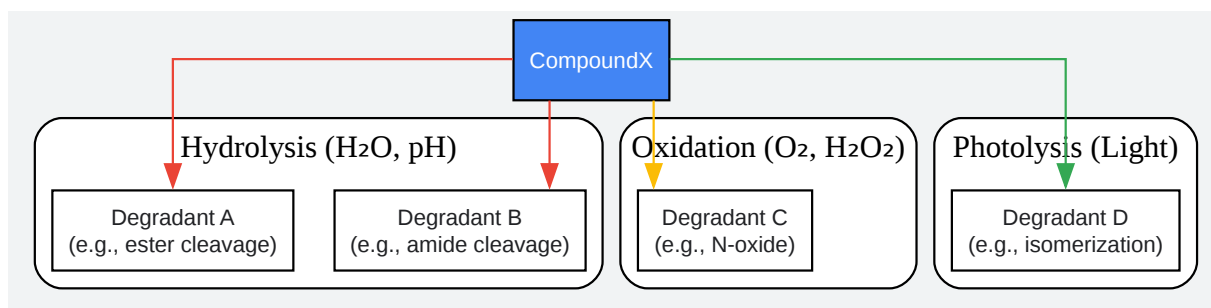 CompoundX
Hydrolysis (H₂O, pH)
Oxidation (O₂, H₂O₂)
Photolysis (Light)
Degradant A
(e.g., ester cleavage)
Degradant B
(e.g., amide cleavage)
Degradant C
(e.g., N-oxide)
Degradant D
(e.g., isomerization)